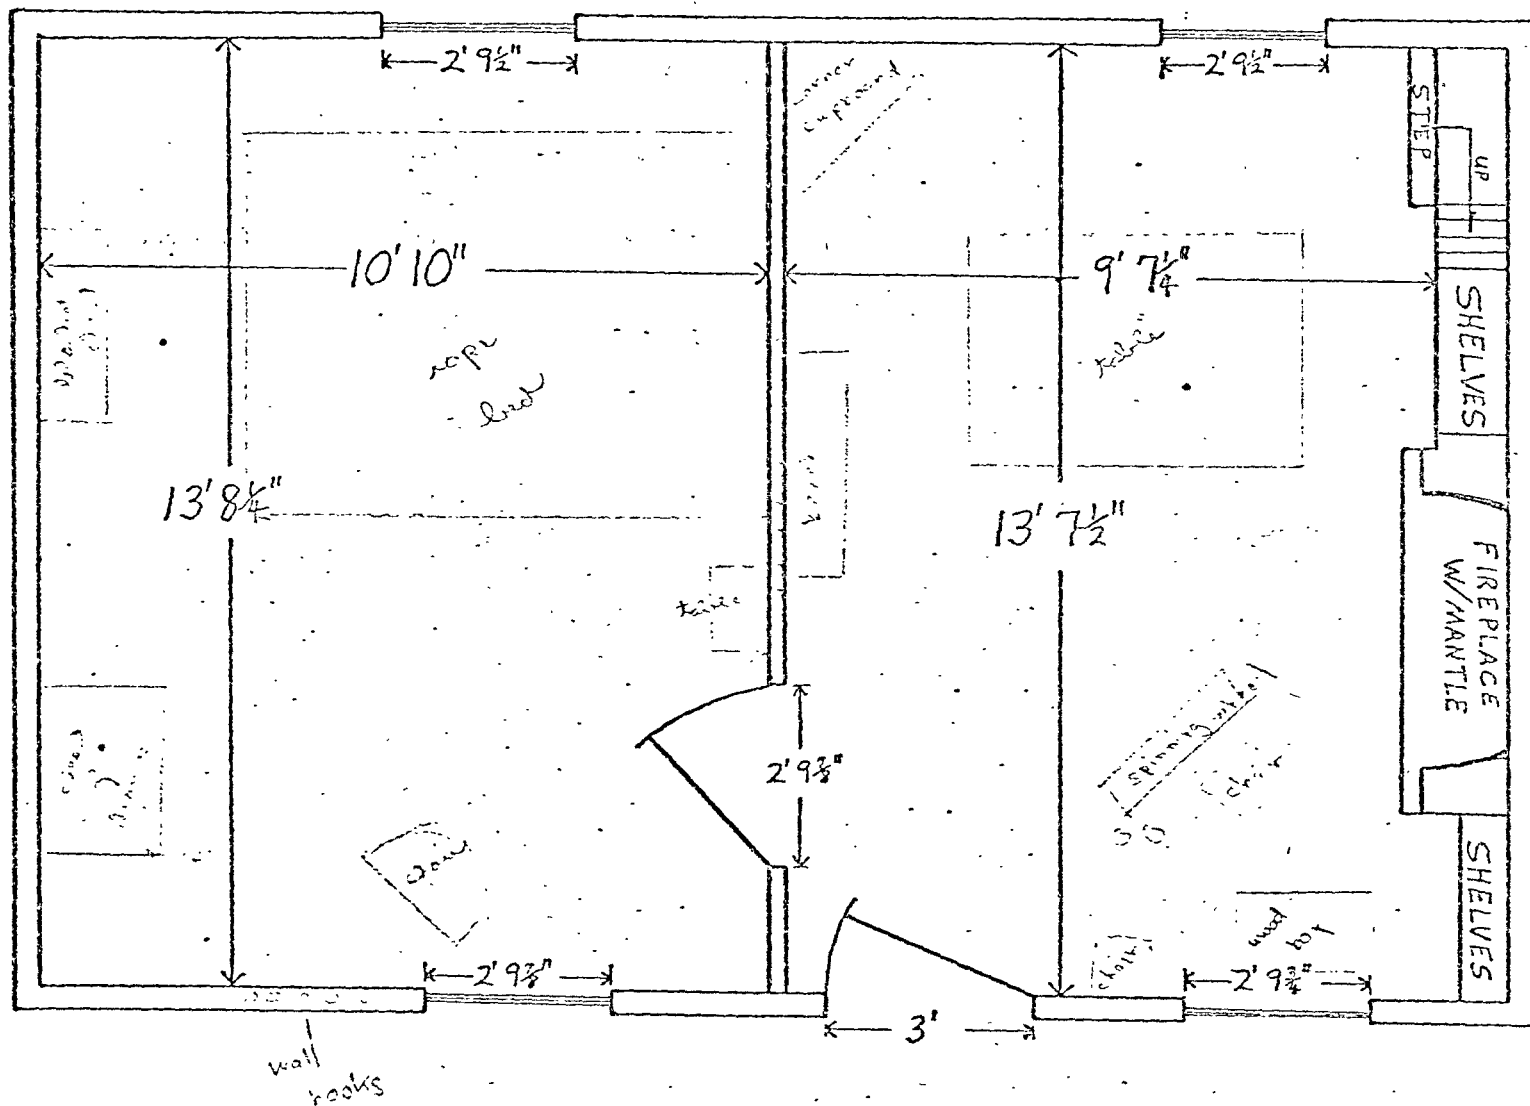 2' 9½"
2' 9½"
corner
cupboard
STEP
UP
10' 10"
9' 7¼"
rope
bed
table
SHELVES
13' 8¼"
13' 7½"
FIREPLACE
W/MANTLE
table
spinning wheel
chair
2' 9⅜"
chair
wood
box
SHELVES
2' 9⅜"
2' 9¾"
3'
wall
hooks